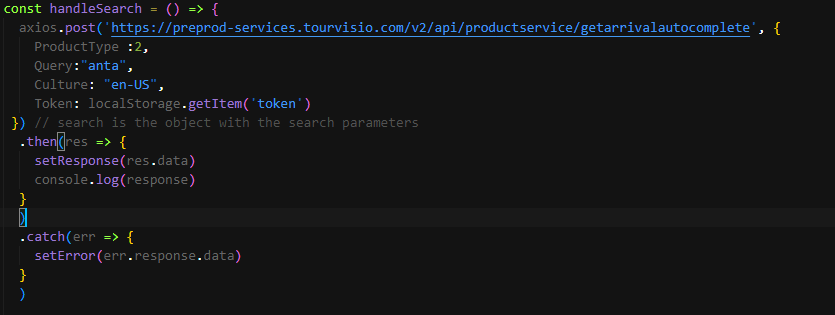 const handleSearch = () => {
axios.post('https://preprod-services.tourvisio.com/v2/api/productservice/getarrivalautocomplete', {
ProductType :2,
Query:"anta",
Culture: "en-US",
Token: localStorage.getItem('token')
}) // search is the object with the search parameters
.then(res => {
setResponse(res.data)
console.log(response)
}
)
.catch(err => {
setError(err.response.data)
}
)